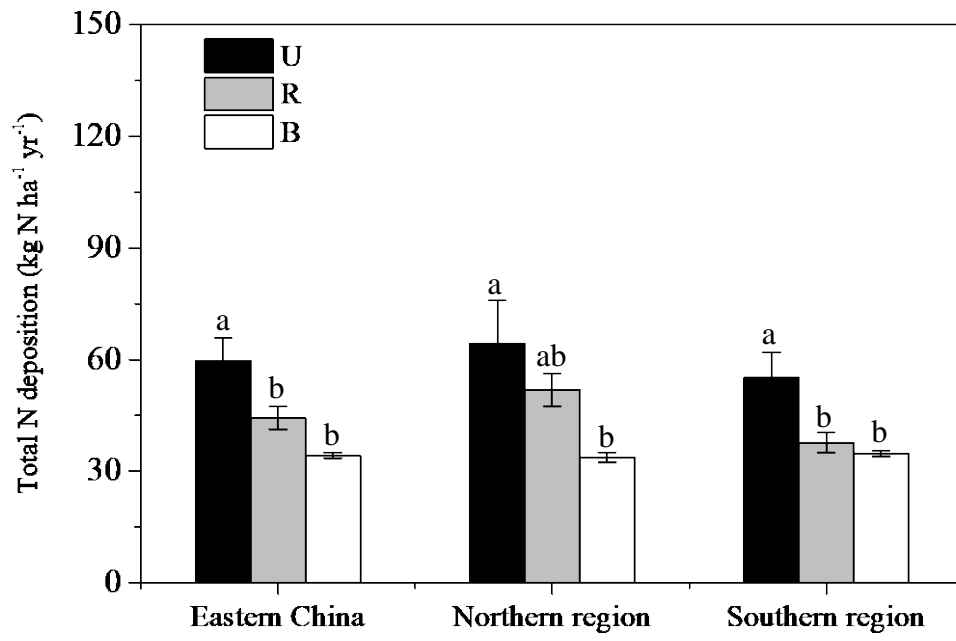 Total N deposition (kg N ha⁻¹ yr⁻¹)
150
120
90
60
30
0
U
R
B
a
b
b
a
ab
b
a
b
b
Eastern China
Northern region
Southern region